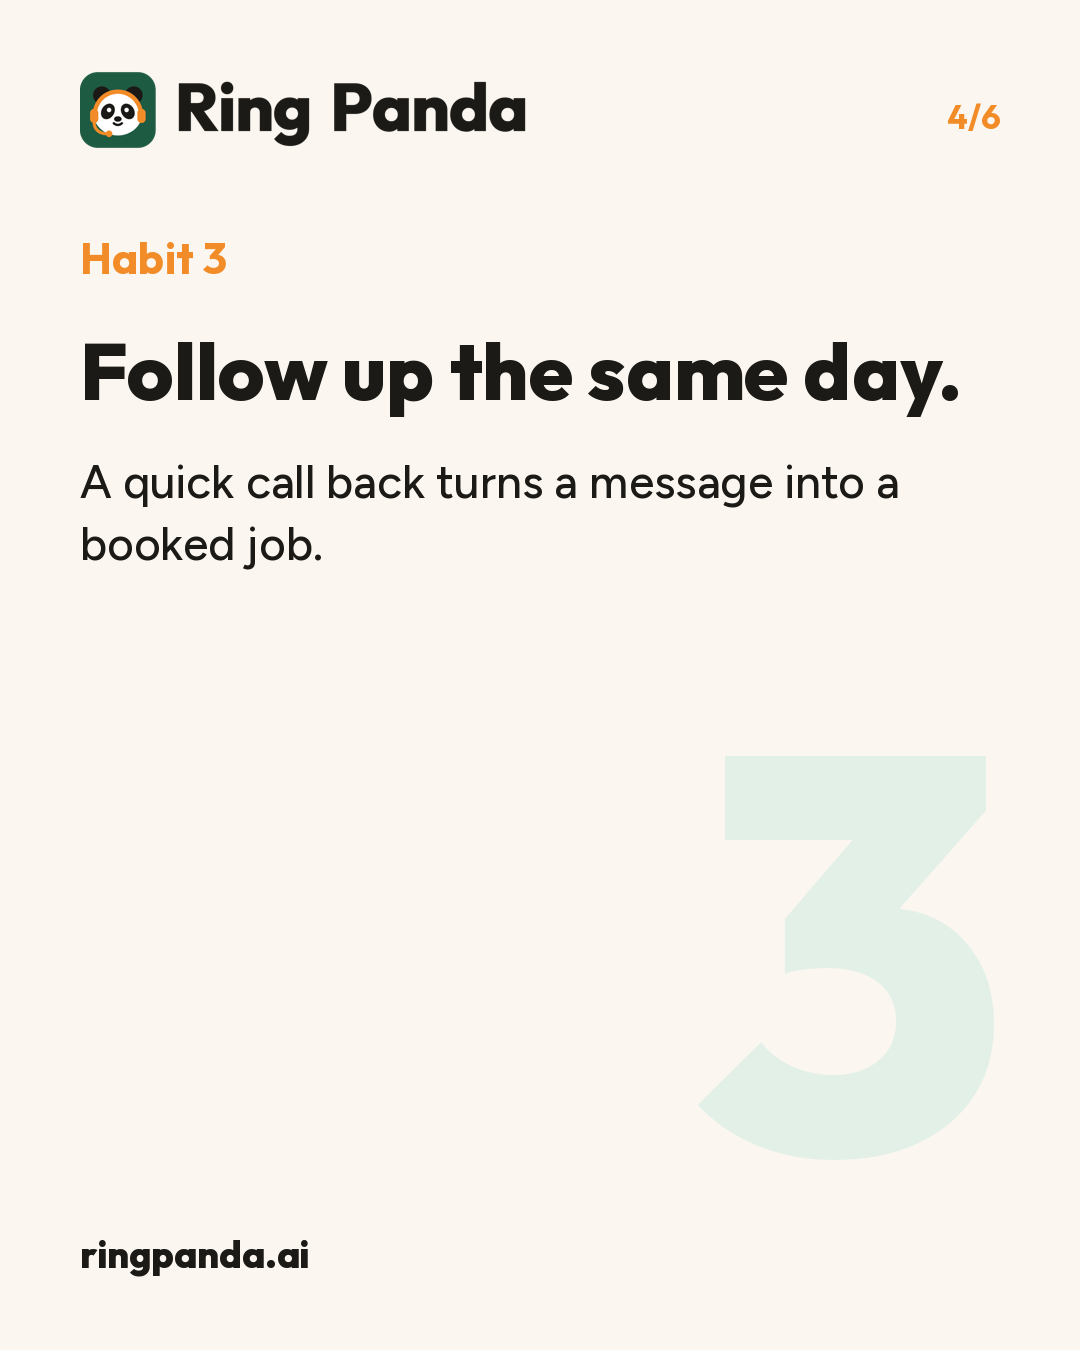 Ring Panda
4/6
Habit 3
Follow up the same day.
A quick call back turns a message into a
booked job.
3
ringpanda.ai